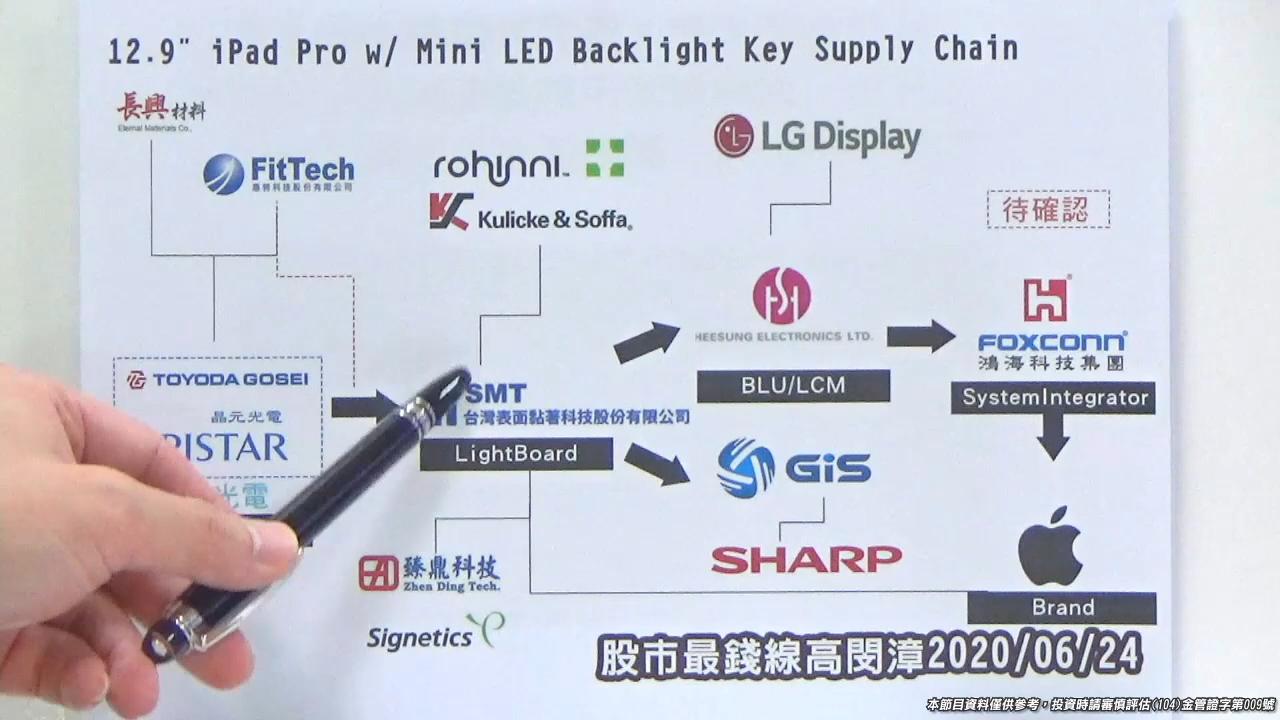 12.9" iPad Pro w/ Mini LED Backlight Key Supply Chain
長興材料
Eternal Materials Co.,
FitTech
惠特科技股份有限公司
rohinni
Kulicke & Soffa
LG Display
待確認
HEESUNG ELECTRONICS LTD.
BLU/LCM
FOXCONN
鴻海科技集團
SystemIntegrator
TOYODA GOSEI
晶元光電
PISTAR
光電
SMT
台灣表面黏著科技股份有限公司
LightBoard
GiS
SHARP
臻鼎科技
Zhen Ding Tech.
Signetics
Brand
股市最錢線高閔漳2020/06/24
本節目資料僅供參考，投資時請審慎評估(104)金管證字第009號